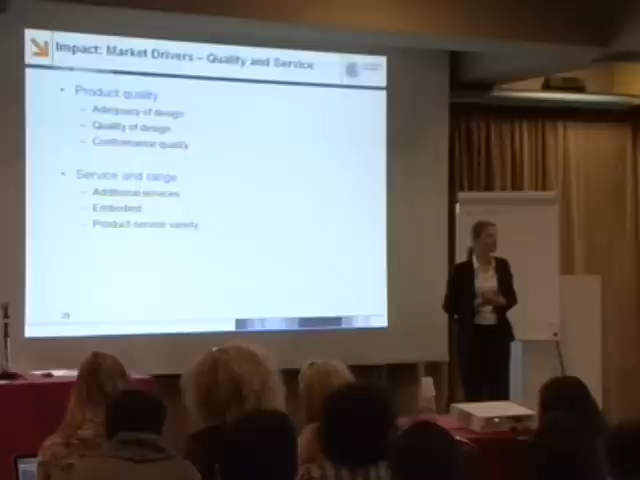 Impact: Market Drivers – Quality and Service
• Product quality
– Adequacy of design
– Quality of design
– Conformance quality
• Service and range
– Additional services
– Embodied
– Product-service variety